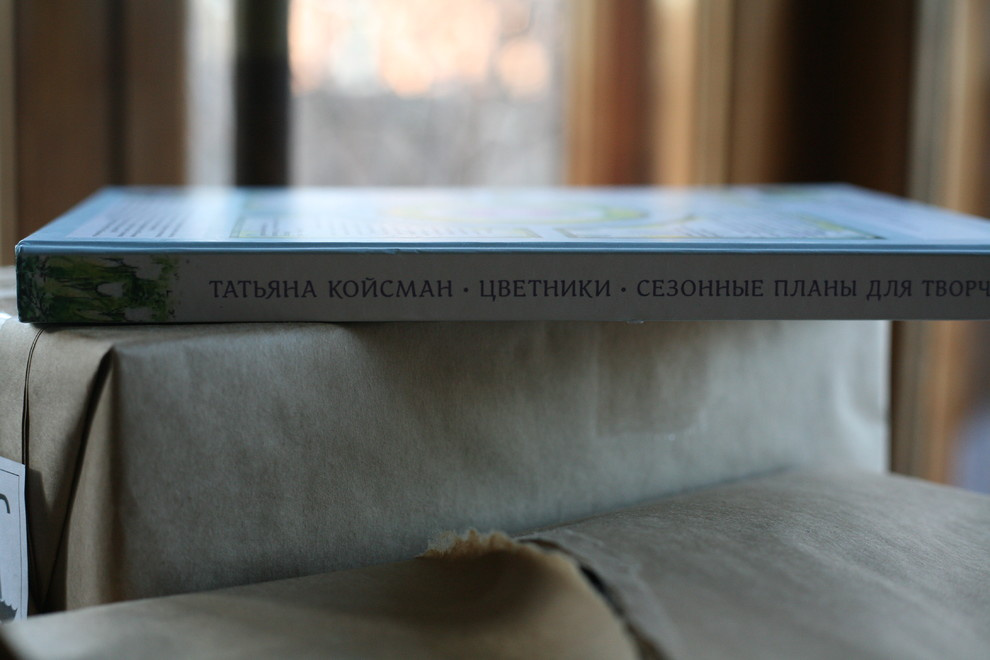 ТАТЬЯНА КОЙСМАН · ЦВЕТНИКИ · СЕЗОННЫЕ ПЛАНЫ ДЛЯ ТВОРЧ